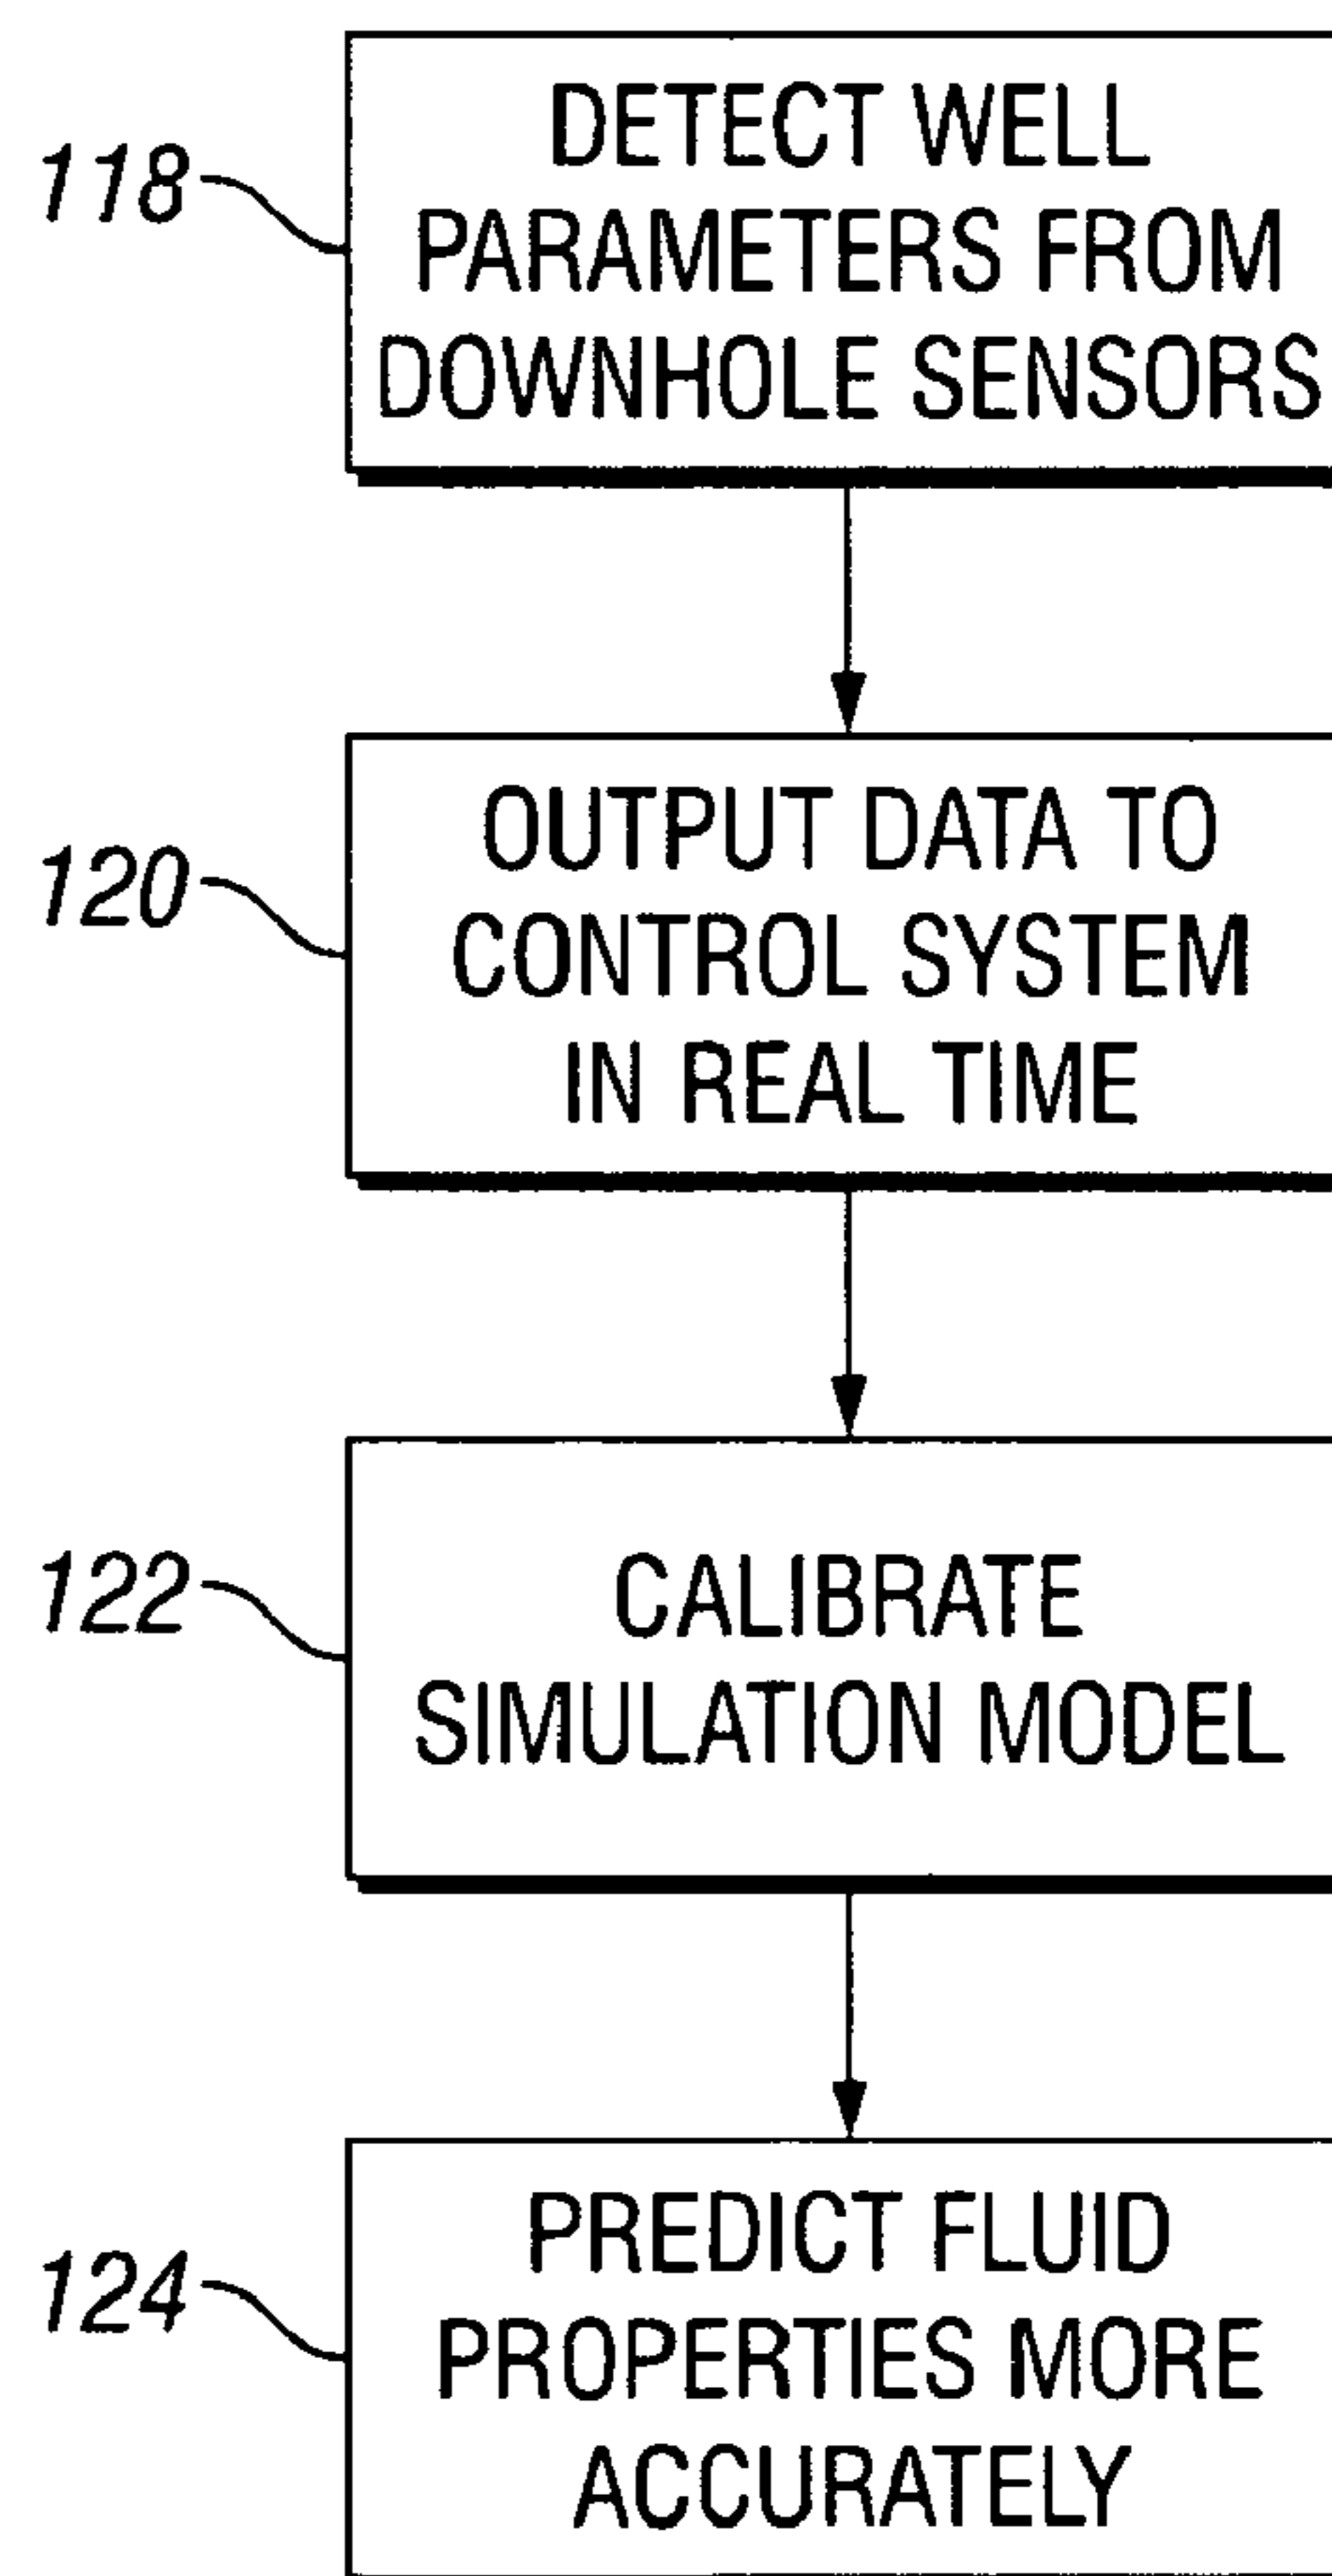 118
DETECT WELL
PARAMETERS FROM
DOWNHOLE SENSORS
120
OUTPUT DATA TO
CONTROL SYSTEM
IN REAL TIME
122
CALIBRATE
SIMULATION MODEL
124
PREDICT FLUID
PROPERTIES MORE
ACCURATELY